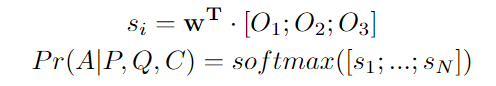 s_i = w^T · [O_1; O_2; O_3]
Pr(A|P, Q, C) = softmax([s_1; ...; s_N])